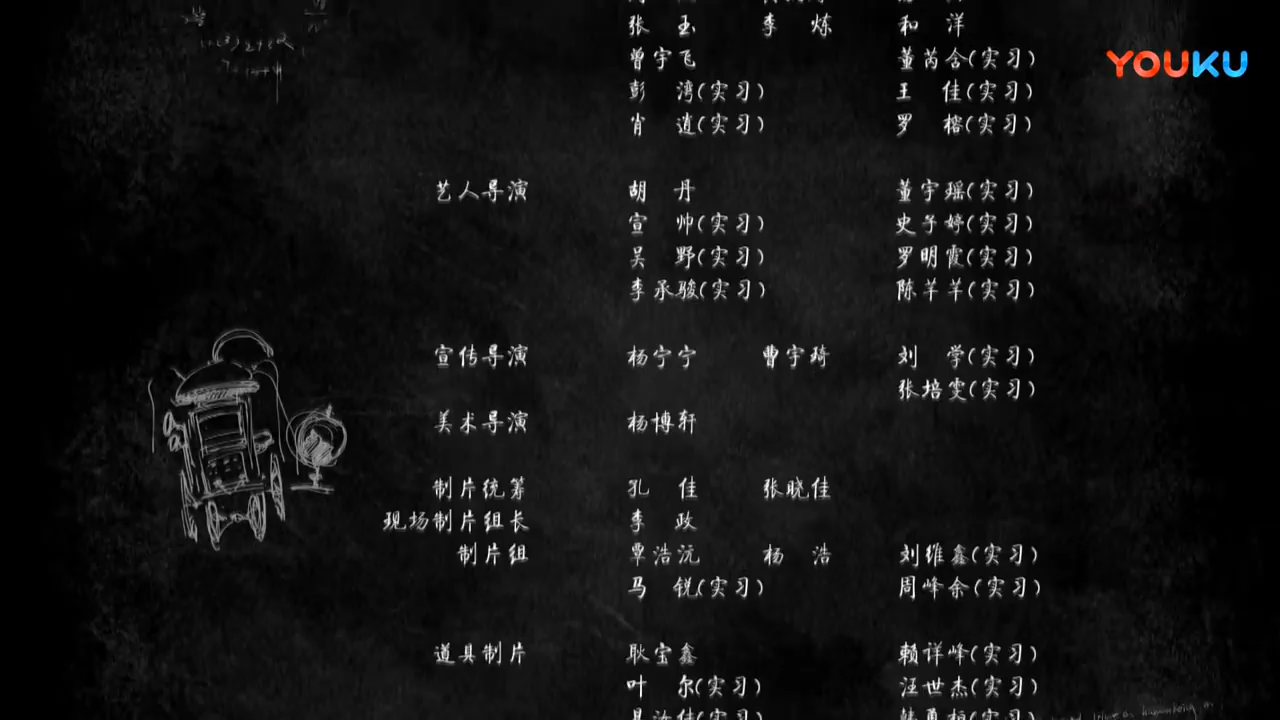 张 玉 李 炼 和 洋
YOUKU
曾宇飞 董芮含(实习)
彭 湾(实习) 王 佳(实习)
肖 逍(实习) 罗 榕(实习)
艺人导演 胡 丹 董宇瑶(实习)
宣 帅(实习) 史子婷(实习)
吴 野(实习) 罗明霞(实习)
李承骏(实习) 陈芊芊(实习)
宣传导演 杨宁宁 曹宇琦 刘 学(实习)
张培雯(实习)
美术导演 杨博轩
制片统筹 孔 佳 张晓佳
现场制片组长 李 政
制片组 覃浩沅 杨 浩 刘维鑫(实习)
马 锐(实习) 周峰余(实习)
道具制片 耿宝鑫 赖详峰(实习)
叶 尔(实习) 汪世杰(实习)